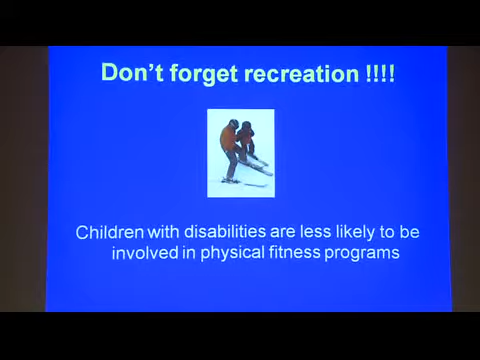 Don't forget recreation !!!!
Children with disabilities are less likely to be
involved in physical fitness programs